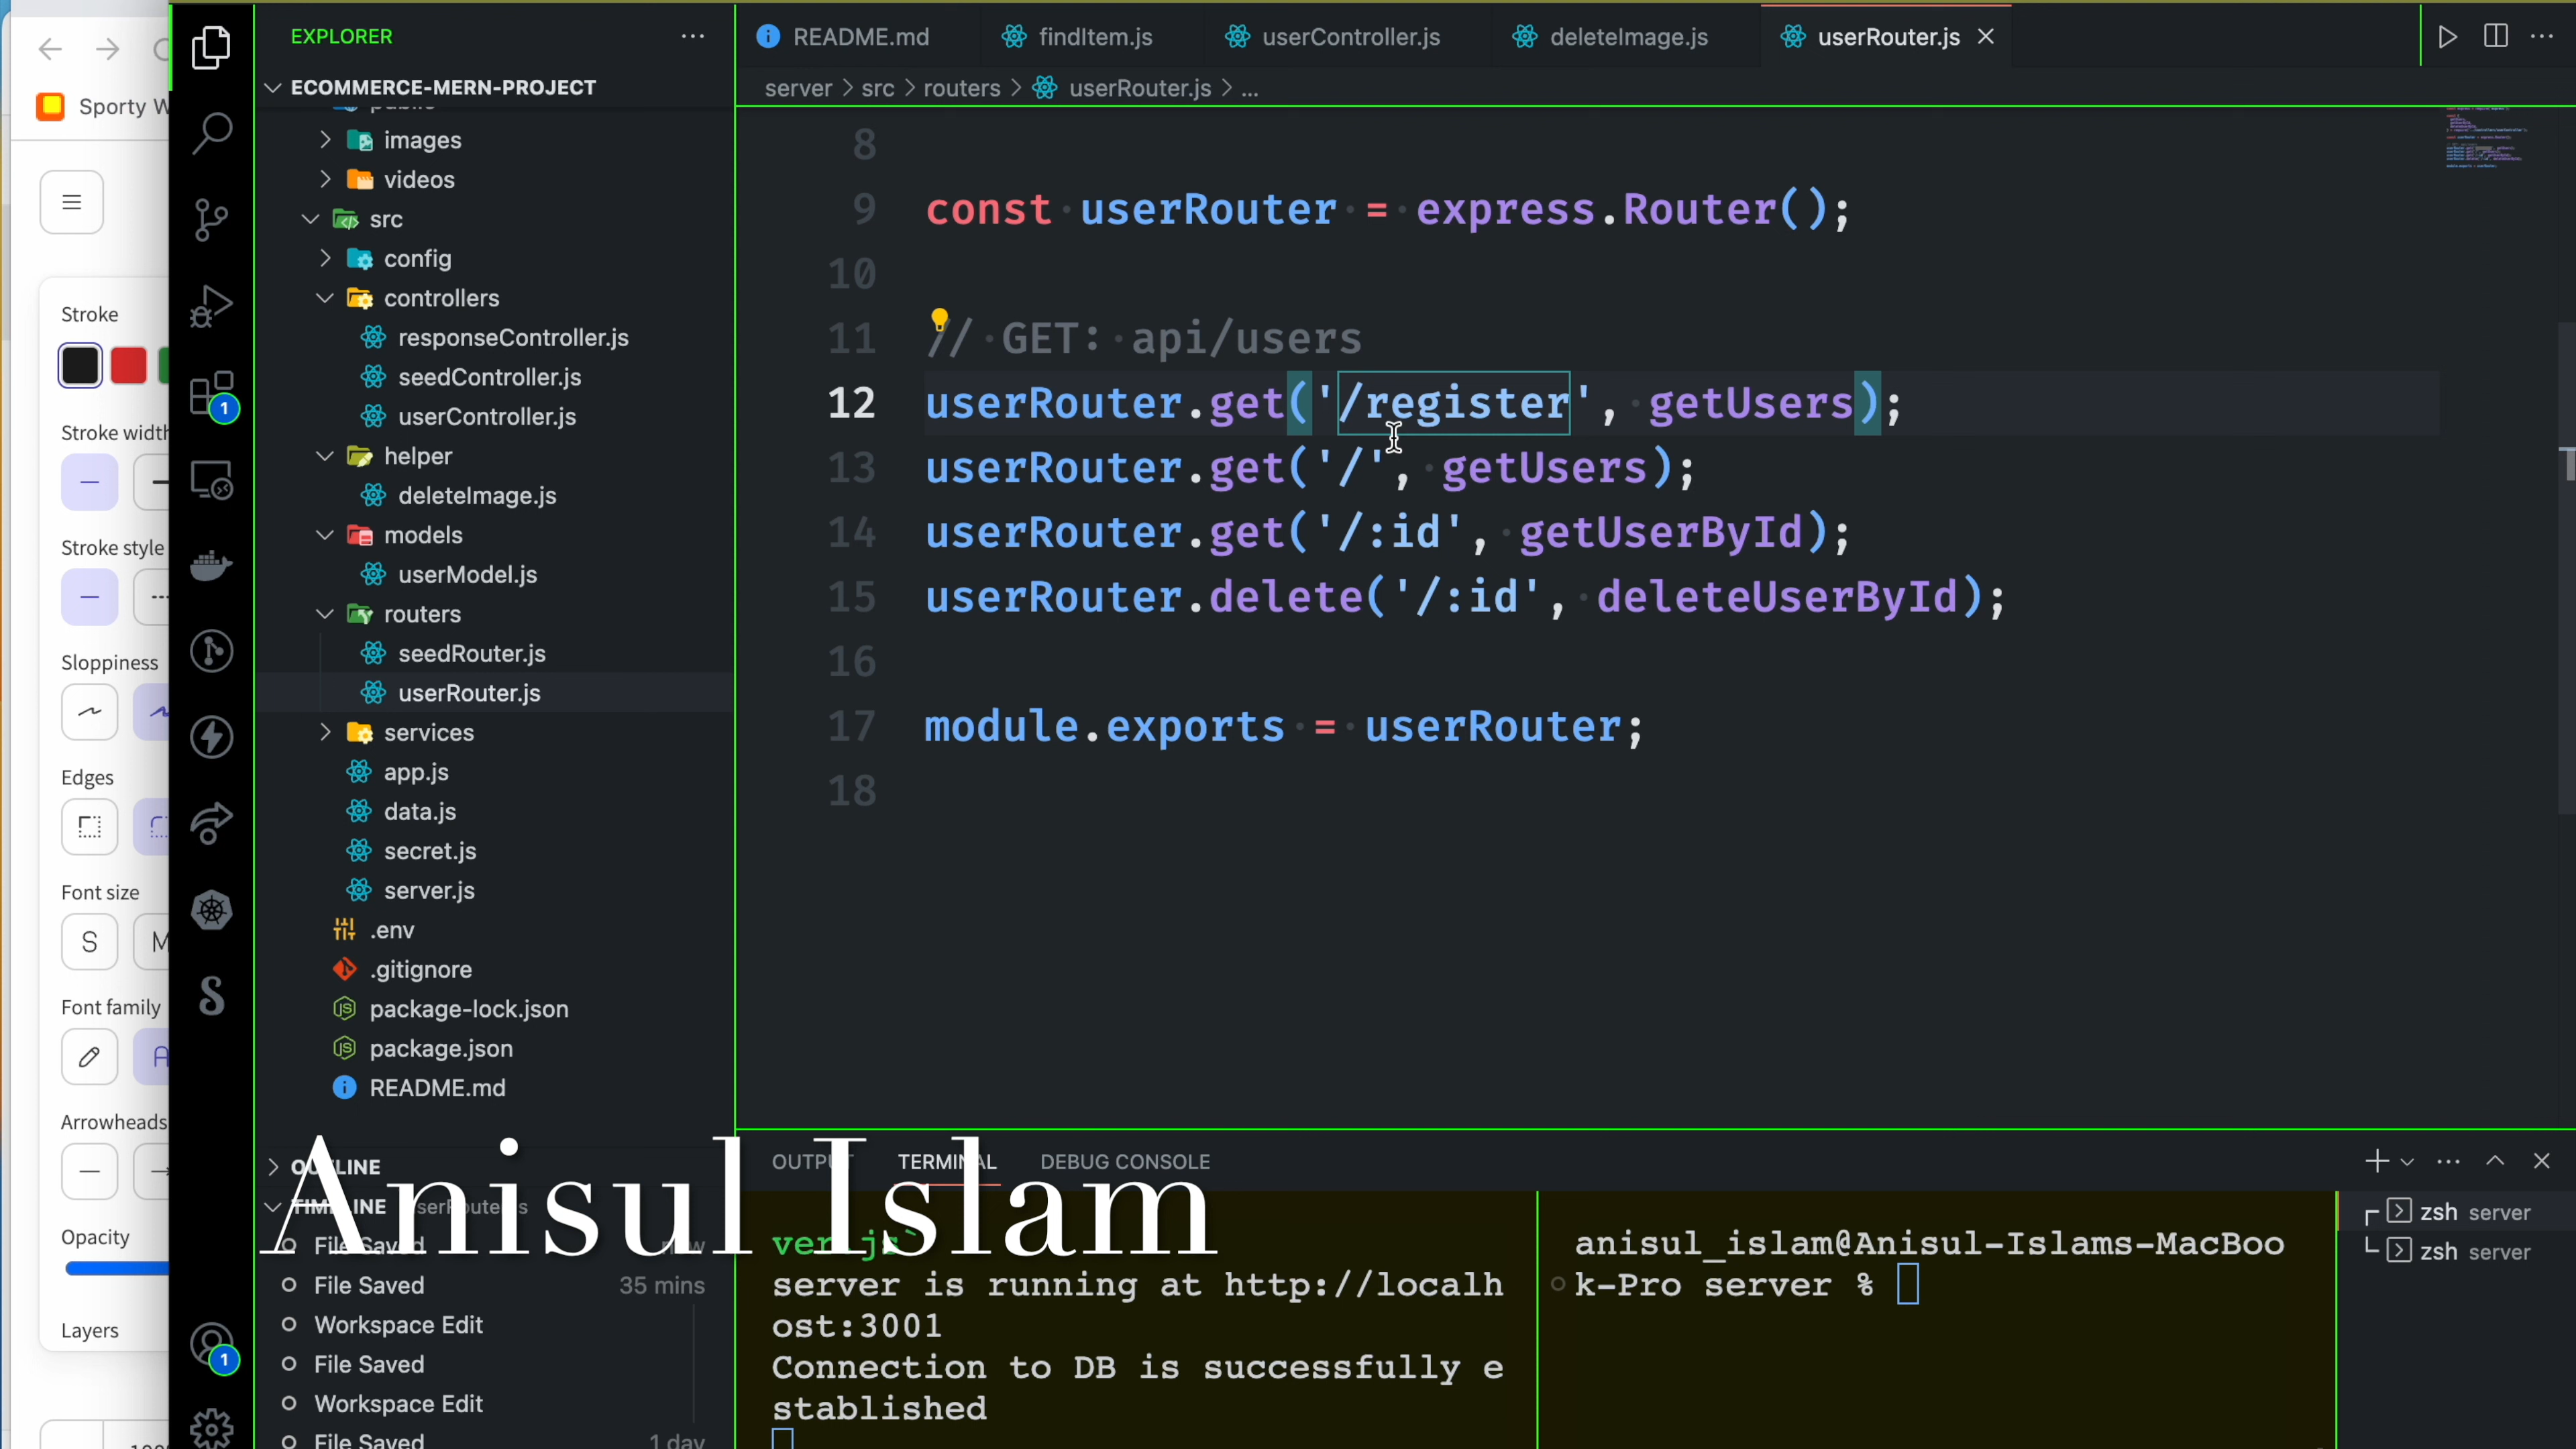 Sporty W
Stroke
Stroke width
Stroke style
Sloppiness
Edges
Font size
S
M
Font family
A
Arrowheads
Opacity
Layers
1
1
EXPLORER
ECOMMERCE-MERN-PROJECT
images
videos
src
config
controllers
responseController.js
seedController.js
userController.js
helper
deleteImage.js
models
userModel.js
routers
seedRouter.js
userRouter.js
services
app.js
data.js
secret.js
server.js
.env
.gitignore
package-lock.json
package.json
README.md
OUTLINE
TIMELINE
File Saved now
File Saved 35 mins
Workspace Edit
File Saved
Workspace Edit
File Saved 1 day
README.md findItem.js userController.js deleteImage.js userRouter.js
server > src > routers > userRouter.js > ...
8
9 const userRouter = express.Router();
10
11 // GET: api/users
12 userRouter.get('/register', getUsers);
13 userRouter.get('/', getUsers);
14 userRouter.get('/:id', getUserById);
15 userRouter.delete('/:id', deleteUserById);
16
17 module.exports = userRouter;
18
Anisul Islam
OUTPUT TERMINAL DEBUG CONSOLE
ver.js`
server is running at http://localh
ost:3001
Connection to DB is successfully e
stablished
anisul_islam@Anisul-Islams-MacBoo
k-Pro server %
zsh server
zsh server